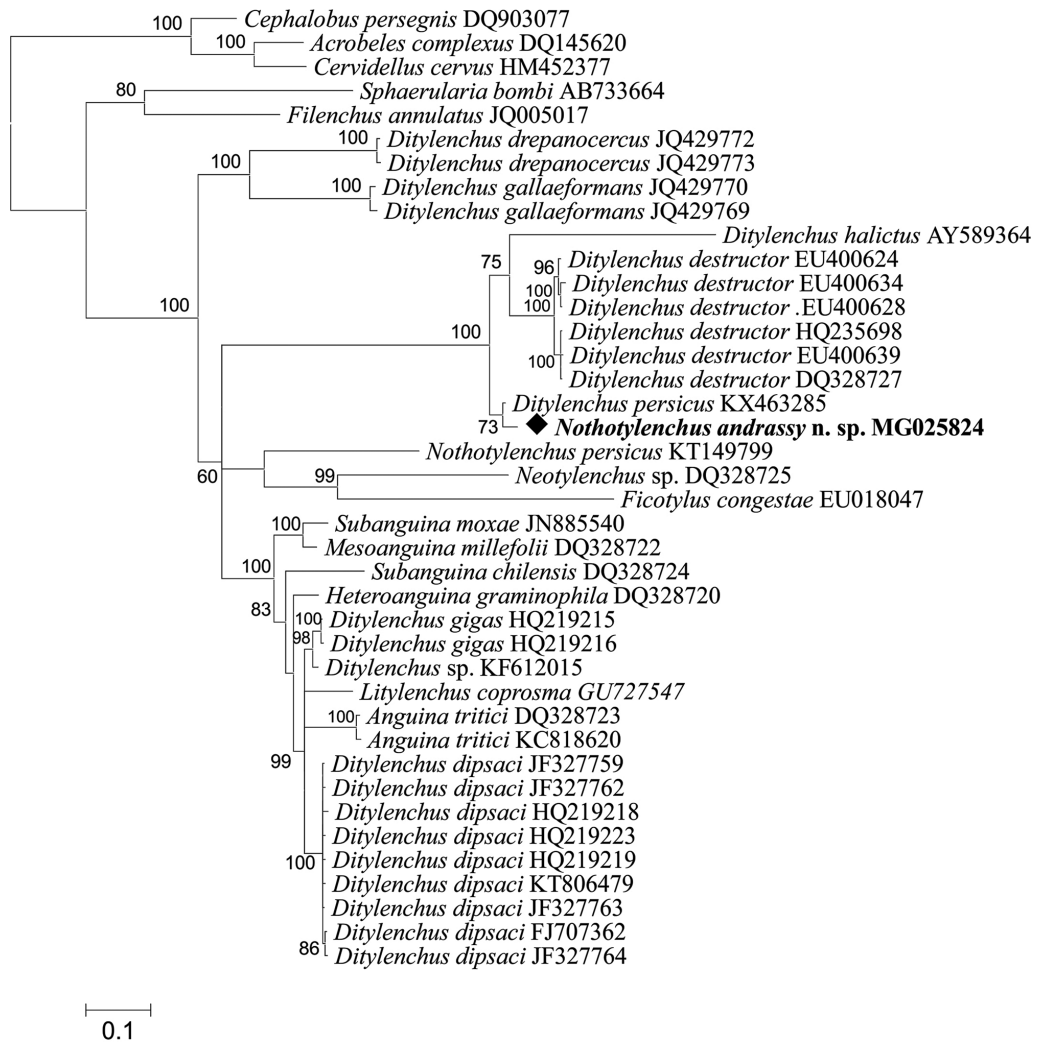 Cephalobus persegnis DQ903077
100
100
Acrobeles complexus DQ145620
Cervidellus cervus HM452377
80
Sphaerularia bombi AB733664
Filenchus annulatus JQ005017
100
Ditylenchus drepanocercus JQ429772
100
Ditylenchus drepanocercus JQ429773
100
Ditylenchus gallaeformans JQ429770
Ditylenchus gallaeformans JQ429769
Ditylenchus halictus AY589364
75
96
Ditylenchus destructor EU400624
100
Ditylenchus destructor EU400634
100
100
Ditylenchus destructor .EU400628
100
Ditylenchus destructor HQ235698
100
Ditylenchus destructor EU400639
Ditylenchus destructor DQ328727
Ditylenchus persicus KX463285
73
Nothotylenchus andrassy n. sp. MG025824
Nothotylenchus persicus KT149799
60
99
Neotylenchus sp. DQ328725
Ficotylus congestae EU018047
100
Subanguina moxae JN885540
Mesoanguina millefolii DQ328722
100
Subanguina chilensis DQ328724
83
Heteroanguina graminophila DQ328720
100
Ditylenchus gigas HQ219215
98
Ditylenchus gigas HQ219216
Ditylenchus sp. KF612015
Litylenchus coprosma GU727547
100
Anguina tritici DQ328723
Anguina tritici KC818620
99
Ditylenchus dipsaci JF327759
Ditylenchus dipsaci JF327762
Ditylenchus dipsaci HQ219218
Ditylenchus dipsaci HQ219223
100
Ditylenchus dipsaci HQ219219
Ditylenchus dipsaci KT806479
Ditylenchus dipsaci JF327763
Ditylenchus dipsaci FJ707362
86
Ditylenchus dipsaci JF327764
0.1